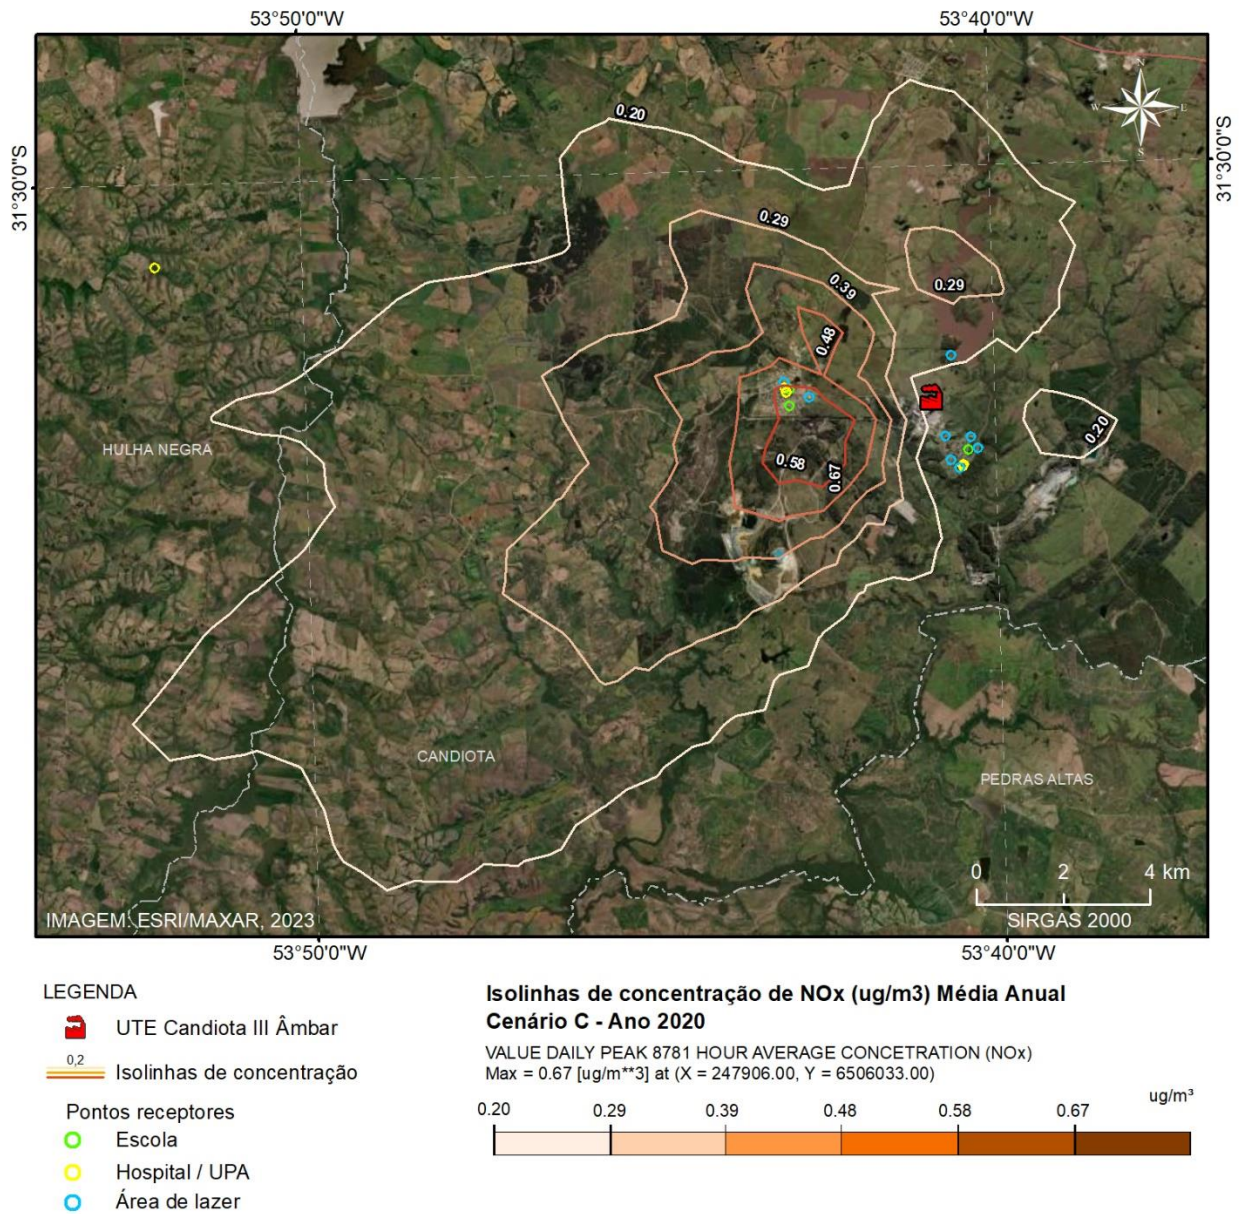 53°50'0"W
53°40'0"W
N
W
E
S
31°30'0"S
31°30'0"S
0.20
0.29
0.39
0.29
0.48
0.20
0.58
0.67
HULHA NEGRA
CANDIOTA
PEDRAS ALTAS
0 2 4 km
IMAGEM: ESRI/MAXAR, 2023
SIRGAS 2000
53°50'0"W
53°40'0"W
LEGENDA
UTE Candiota III Âmbar
0,2
Isolinhas de concentração
Pontos receptores
Escola
Hospital / UPA
Área de lazer
Isolinhas de concentração de NOx (ug/m3) Média Anual
Cenário C - Ano 2020
VALUE DAILY PEAK 8781 HOUR AVERAGE CONCETRATION (NOx)
Max = 0.67 [ug/m**3] at (X = 247906.00, Y = 6506033.00)
ug/m³
0.20 0.29 0.39 0.48 0.58 0.67